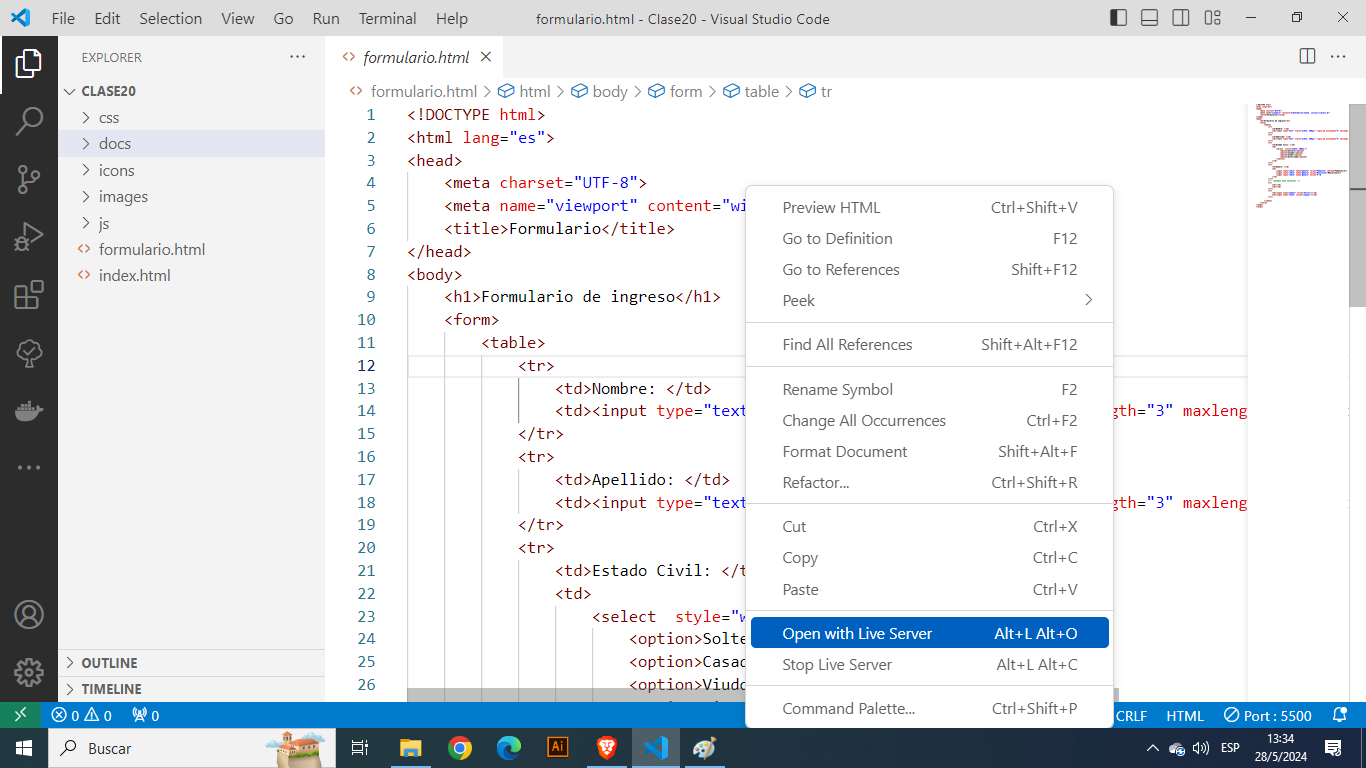 File Edit Selection View Go Run Terminal Help formulario.html - Clase20 - Visual Studio Code
EXPLORER
CLASE20
css
docs
icons
images
js
formulario.html
index.html
OUTLINE
TIMELINE
formulario.html
formulario.html > html > body > form > table > tr
1 <!DOCTYPE html>
2 <html lang="es">
3 <head>
4 <meta charset="UTF-8">
5 <meta name="viewport" content="wi
6 <title>Formulario</title>
7 </head>
8 <body>
9 <h1>Formulario de ingreso</h1>
10 <form>
11 <table>
12 <tr>
13 <td>Nombre: </td>
14 <td><input type="text gth="3" maxleng
15 </tr>
16 <tr>
17 <td>Apellido: </td>
18 <td><input type="text gth="3" maxleng
19 </tr>
20 <tr>
21 <td>Estado Civil: </t
22 <td>
23 <select style="w
24 <option>Solte
25 <option>Casad
26 <option>Viudo
Preview HTML Ctrl+Shift+V
Go to Definition F12
Go to References Shift+F12
Peek
Find All References Shift+Alt+F12
Rename Symbol F2
Change All Occurrences Ctrl+F2
Format Document Shift+Alt+F
Refactor... Ctrl+Shift+R
Cut Ctrl+X
Copy Ctrl+C
Paste Ctrl+V
Open with Live Server Alt+L Alt+O
Stop Live Server Alt+L Alt+C
Command Palette... Ctrl+Shift+P
0 0 0 CRLF HTML Port : 5500
Buscar
Ai
ESP
13:34
28/5/2024